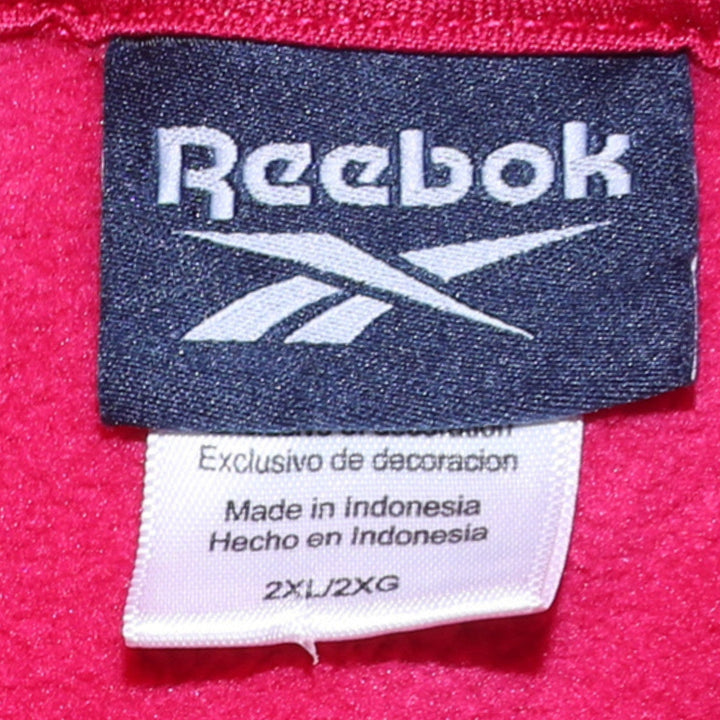 Reebok
Exclusivo de decoracion
Made in Indonesia
Hecho en Indonesia
2XL/2XG